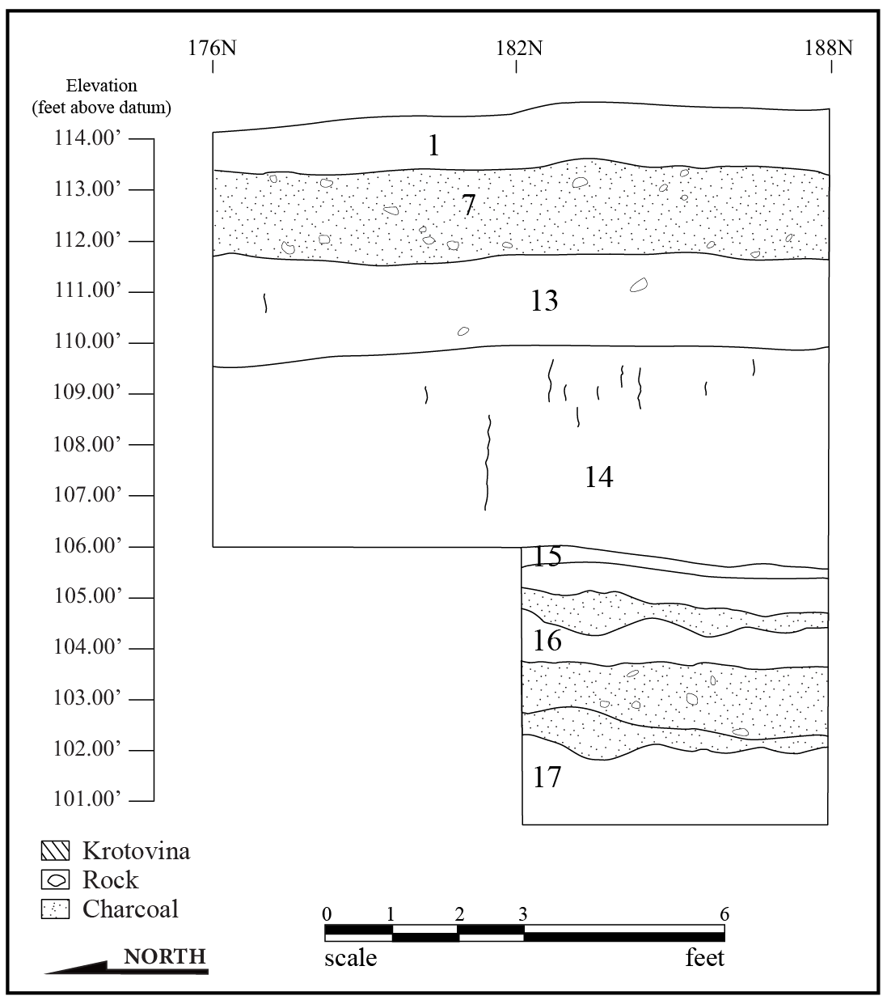 176N 182N 188N
Elevation
(feet above datum)
114.00’
1
113.00’
7
112.00’
111.00’
13
110.00’
109.00’
108.00’
107.00’
14
106.00’
15
105.00’
104.00’
16
103.00’
102.00’
17
101.00’
Krotovina
Rock
Charcoal
0 1 2 3 6
scale feet
NORTH